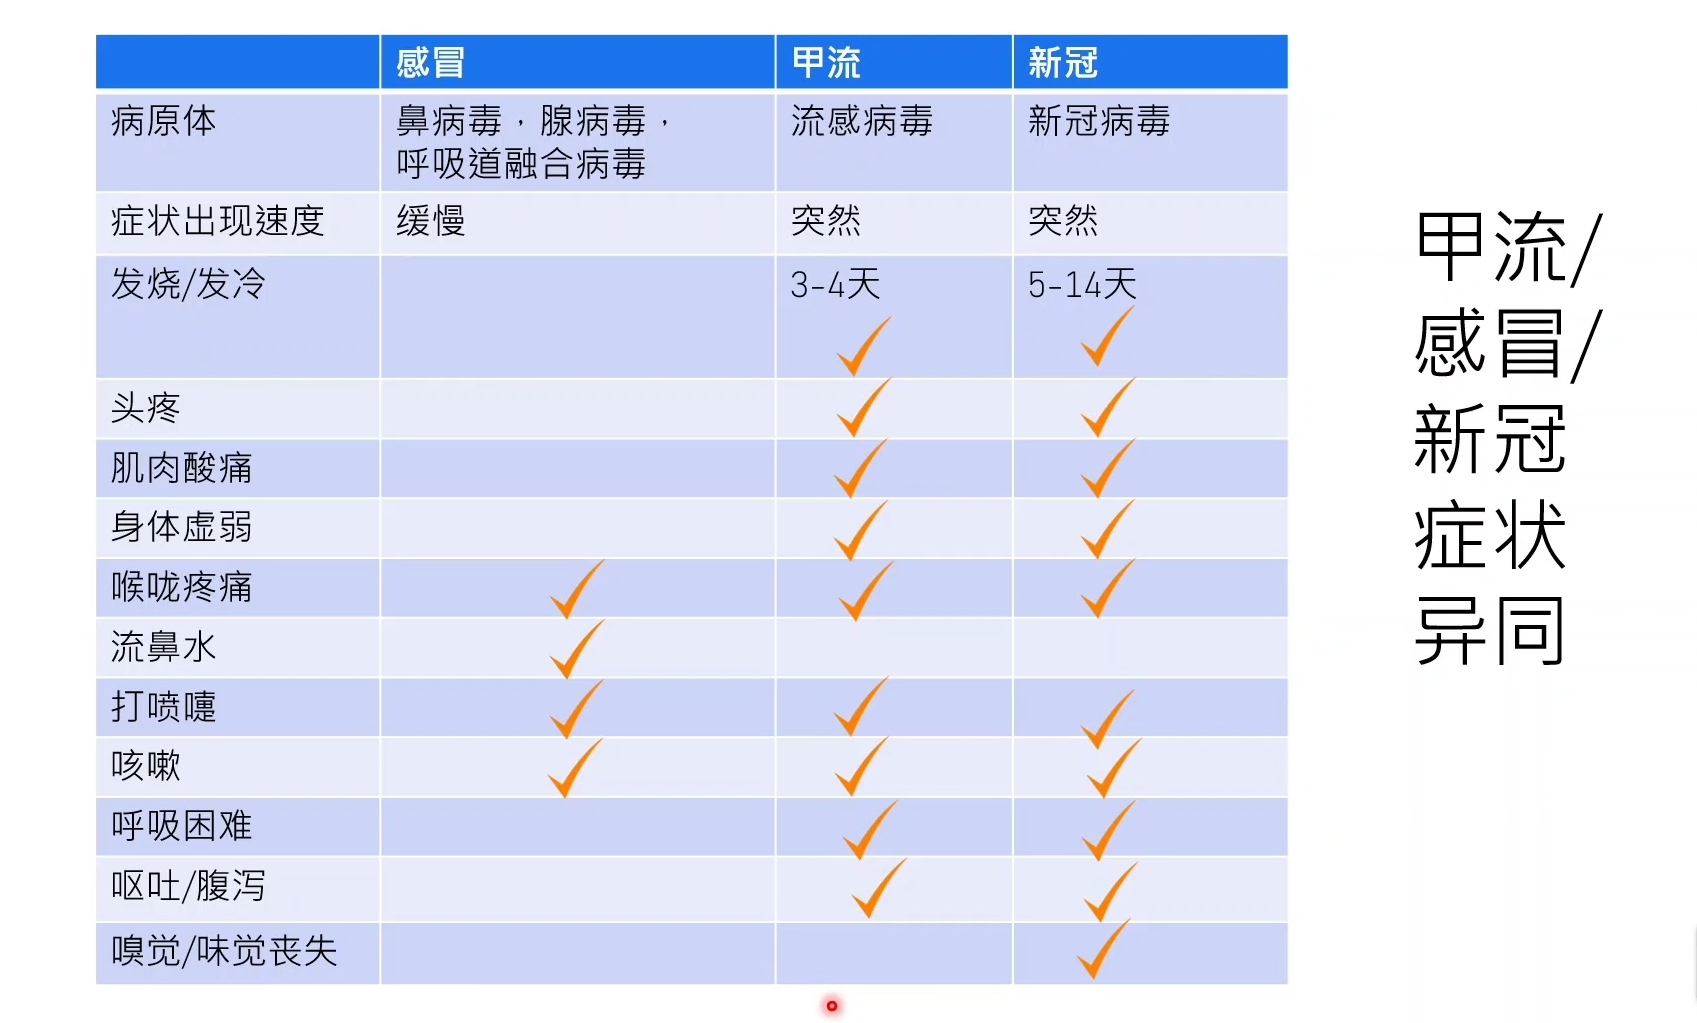 感冒 甲流 新冠
病原体 鼻病毒，腺病毒， 流感病毒 新冠病毒
呼吸道融合病毒
症状出现速度 缓慢 突然 突然
发烧/发冷 3-4天 5-14天
头疼
肌肉酸痛
身体虚弱
喉咙疼痛
流鼻水
打喷嚏
咳嗽
呼吸困难
呕吐/腹泻
嗅觉/味觉丧失
甲流/
感冒/
新冠
症状
异同